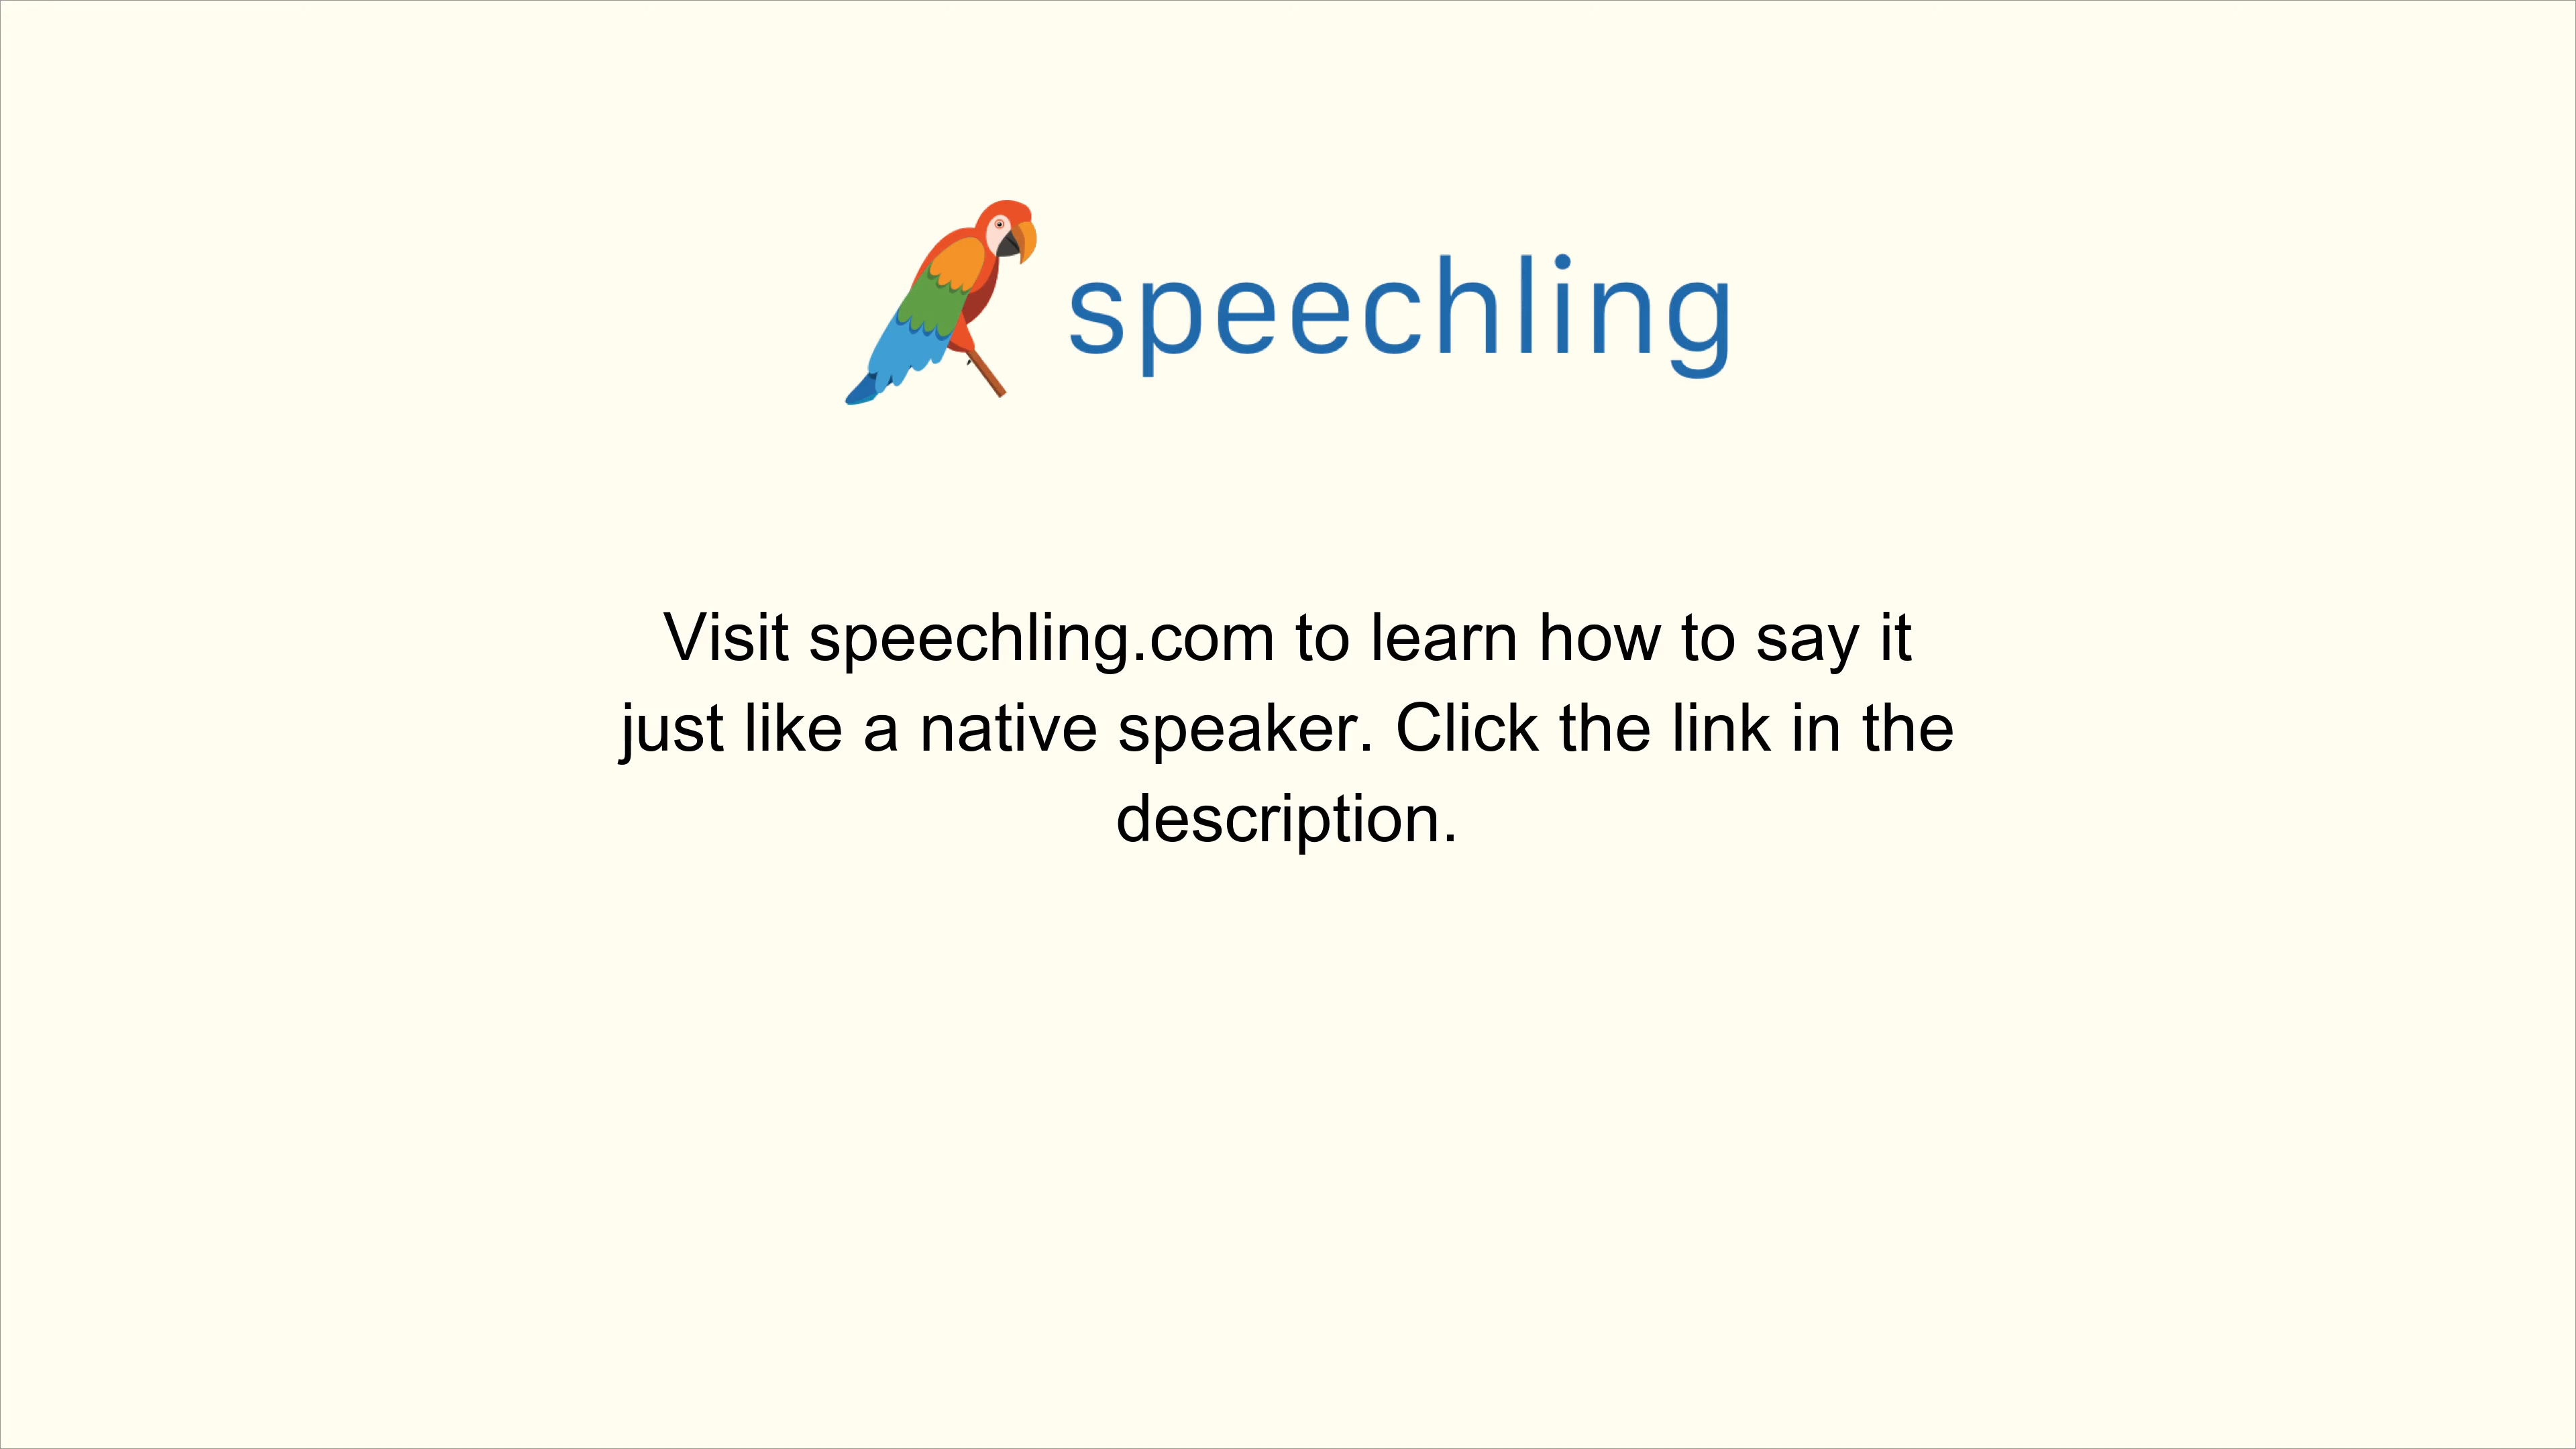 speechling
Visit speechling.com to learn how to say it
just like a native speaker. Click the link in the
description.